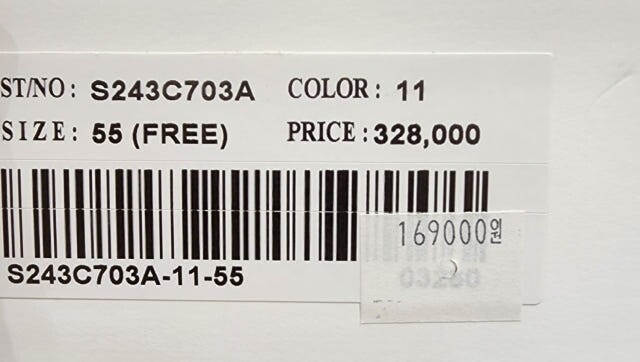 ST/NO: S243C703A COLOR: 11
SIZE: 55 (FREE) PRICE: 328,000
169000원
S243C703A-11-55